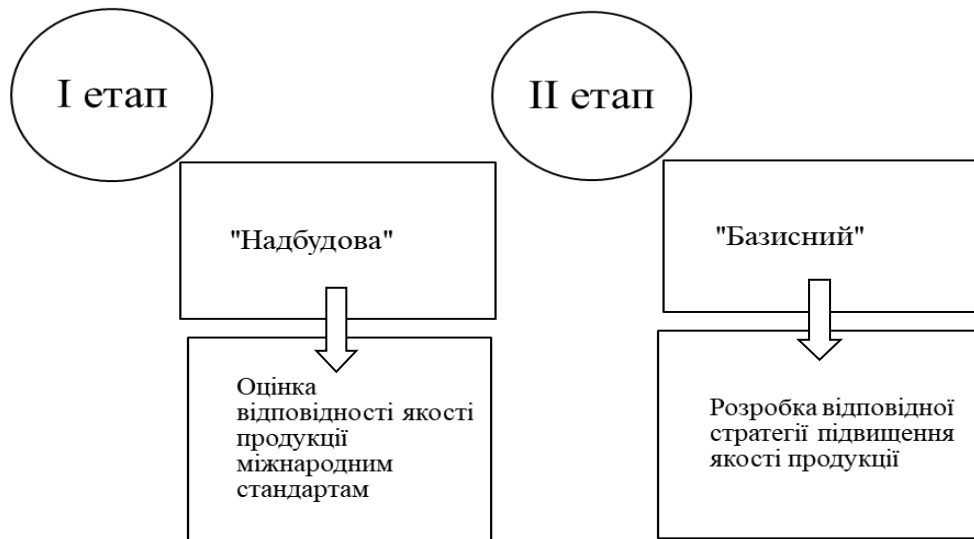 І етап
"Надбудова"
Оцінка
відповідності якості
продукції
міжнародним
стандартам
ІІ етап
"Базисний"
Розробка відповідної
стратегії підвищення
якості продукції